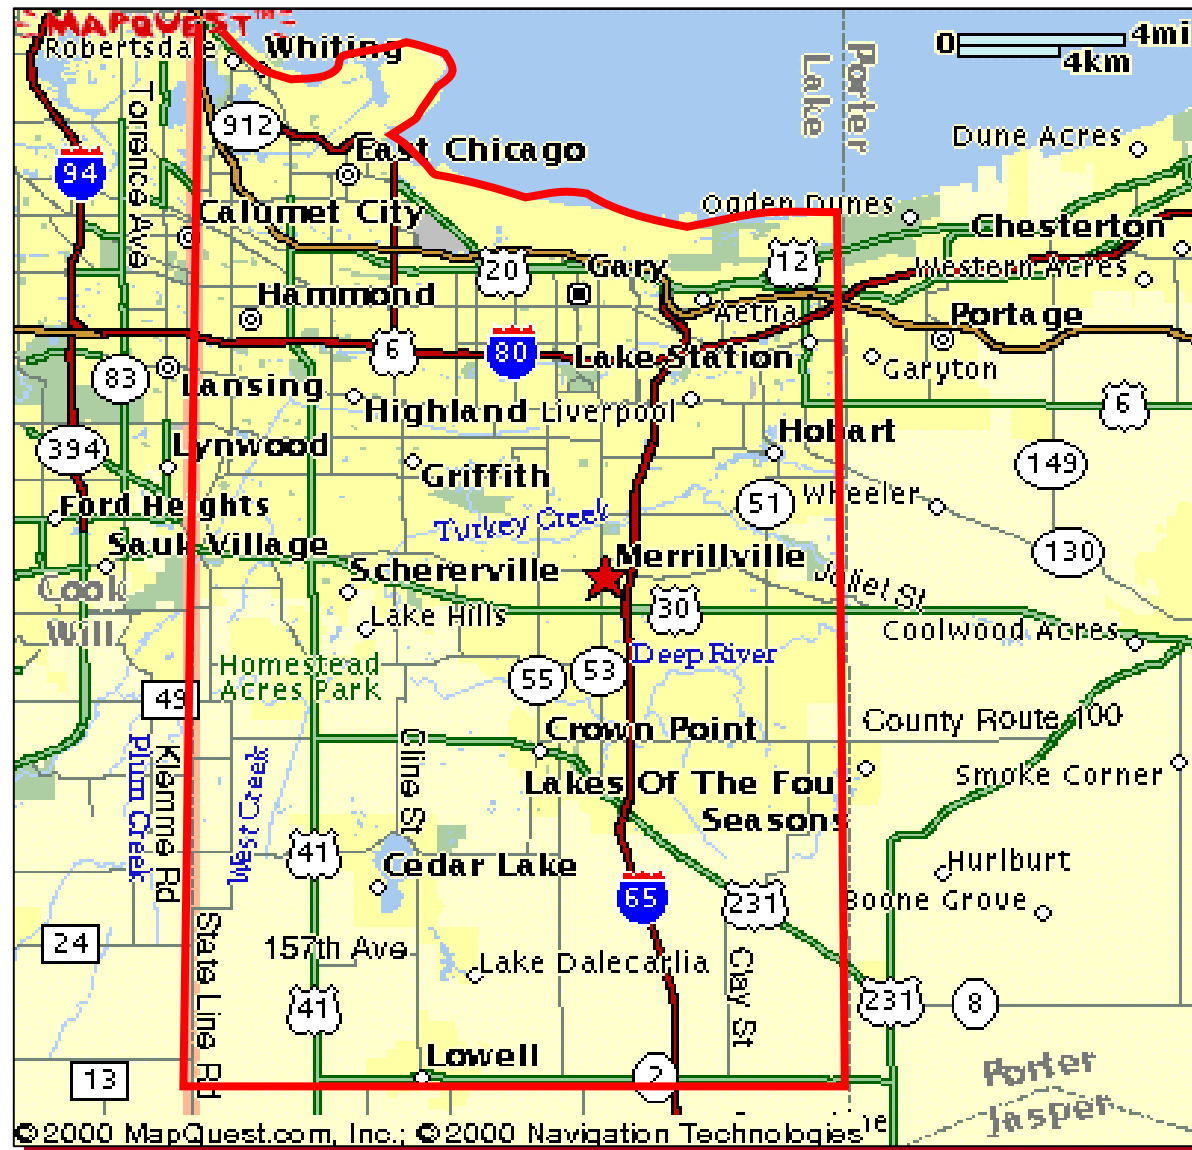 MAPQUEST™
Robertsdale
Whiting
0 4mi
4km
Lake
Porter
Torrence Ave
912
94
East Chicago
Dune Acres
Calumet City
Ogden Dunes
Chesterton
20
Gary
12
Western Acres
Hammond
Aetna
Portage
6
80
Lake Station
83
Lansing
Garyton
Highland
Liverpool
6
394
Lynwood
Hobart
149
Griffith
51
Wheeler
Ford Heights
Turkey Creek
130
Sauk Village
Merrillville
Schererville
Joliet St
Cook
Will
Lake Hills
30
Coolwood Acres
Homestead
Acres Park
Deep River
55
53
49
Crown Point
County Route 100
Plum Creek
Klemme Rd
West Creek
Cline St
Lakes Of The Fou
Seasons
Smoke Corner
41
Cedar Lake
Hurlburt
65
231
Boone Grove
24
State Line Rd
157th Ave
Lake Dalecarlia
Clay St
41
231
8
Lowell
13
2
Porter
Jasper
©2000 MapQuest.com, Inc.; ©2000 Navigation Technologies